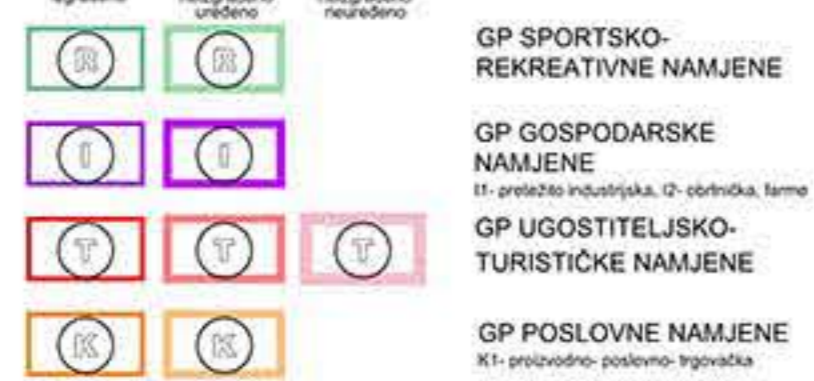 uređeno
neuređeno
R R
GP SPORTSKO-
REKREATIVNE NAMJENE
I I
GP GOSPODARSKE
NAMJENE
I1- pretežito industrijska, I2- obrtnička, farme
T T T
GP UGOSTITELJSKO-
TURISTIČKE NAMJENE
K K
GP POSLOVNE NAMJENE
K1- proizvodno- poslovno- trgovačka